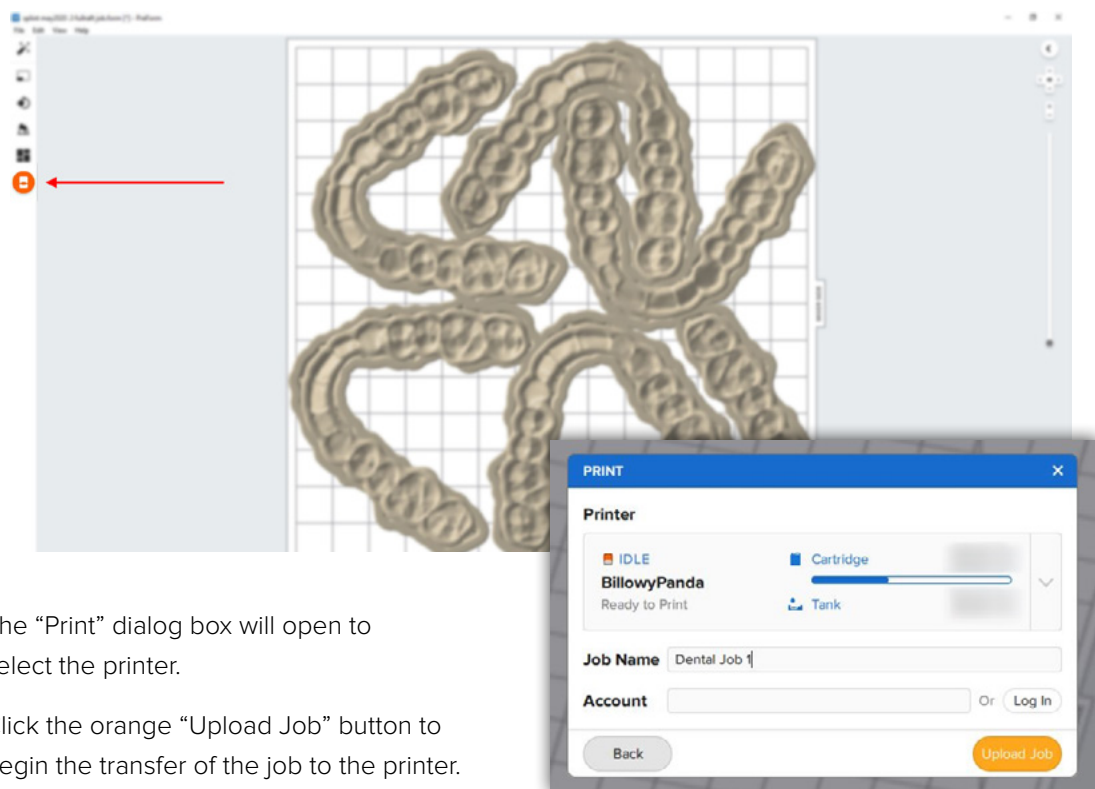 File Edit View Help
PRINT
Printer
IDLE
Cartridge
BillowyPanda
Ready to Print
Tank
Job Name Dental Job 1
Account Or Log In
Back Upload Job
he “Print” dialog box will open to
elect the printer.
lick the orange “Upload Job” button to
egin the transfer of the job to the printer.